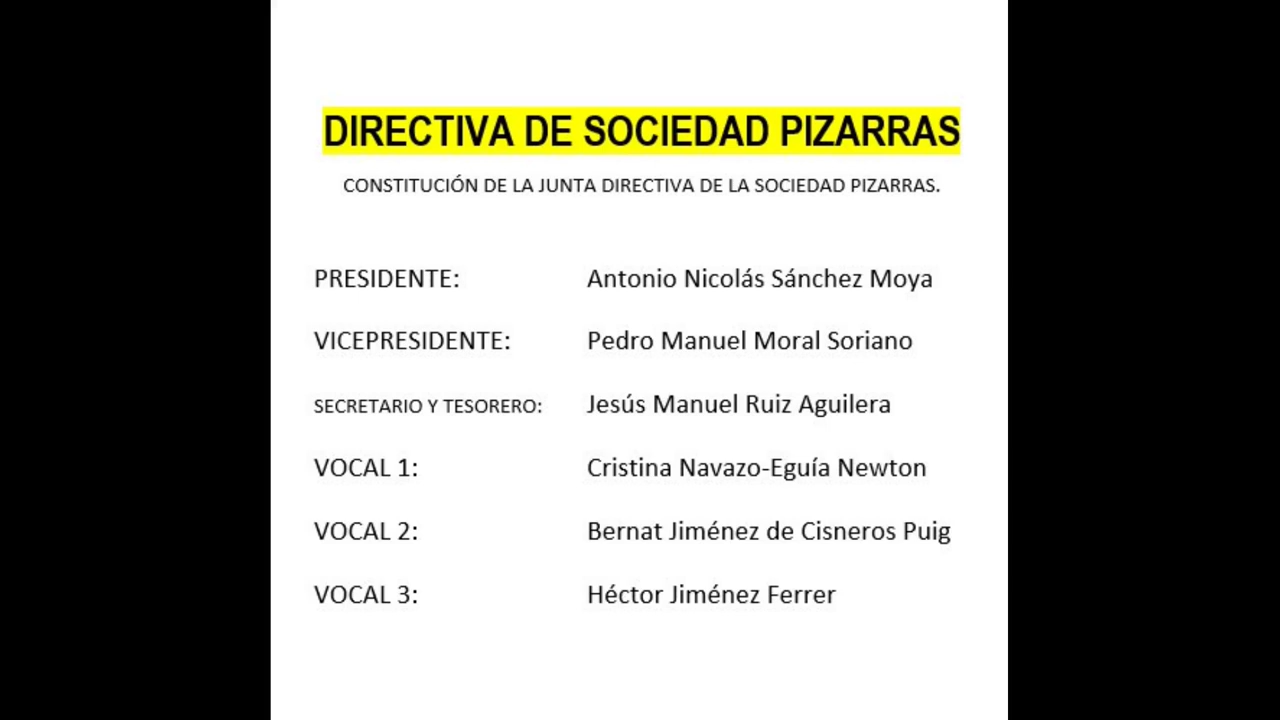 DIRECTIVA DE SOCIEDAD PIZARRAS
CONSTITUCIÓN DE LA JUNTA DIRECTIVA DE LA SOCIEDAD PIZARRAS.
PRESIDENTE: Antonio Nicolás Sánchez Moya
VICEPRESIDENTE: Pedro Manuel Moral Soriano
SECRETARIO Y TESORERO: Jesús Manuel Ruiz Aguilera
VOCAL 1: Cristina Navazo-Eguía Newton
VOCAL 2: Bernat Jiménez de Cisneros Puig
VOCAL 3: Héctor Jiménez Ferrer